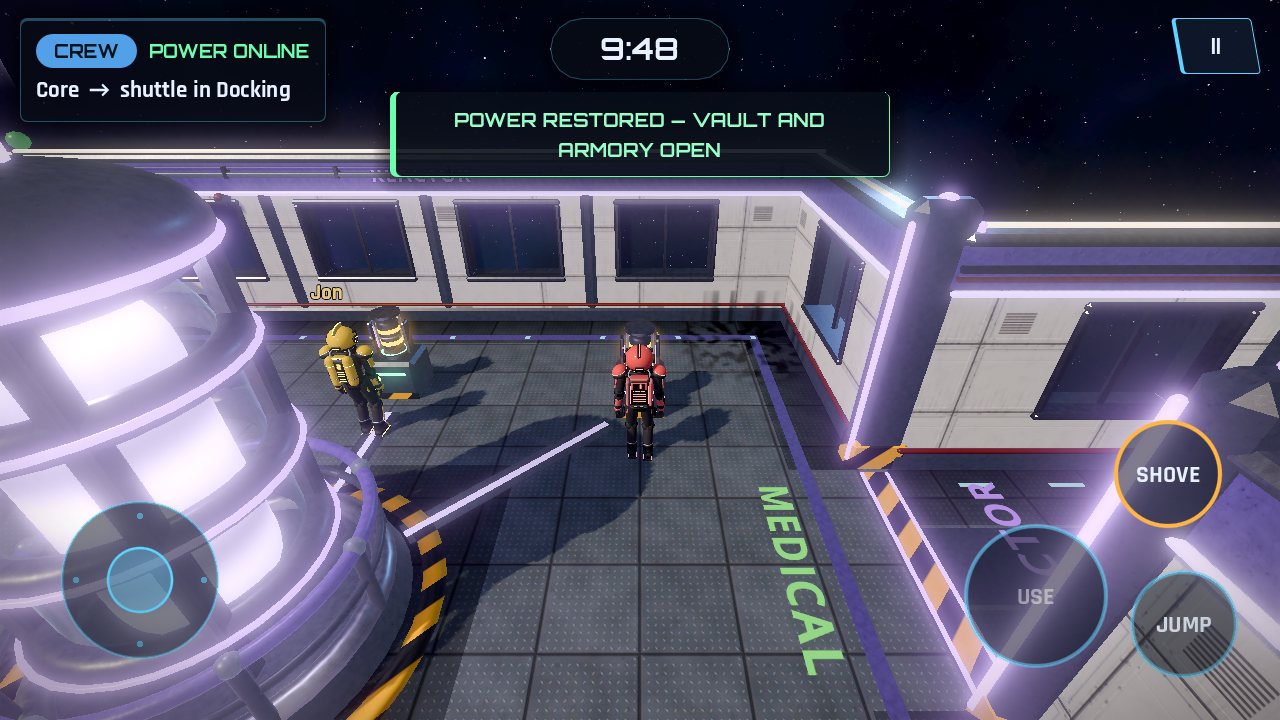 CREW POWER ONLINE
Core → shuttle in Docking
9:48
POWER RESTORED – VAULT AND
ARMORY OPEN
REACTOR
Jon
MEDICAL
SHOVE
USE
JUMP